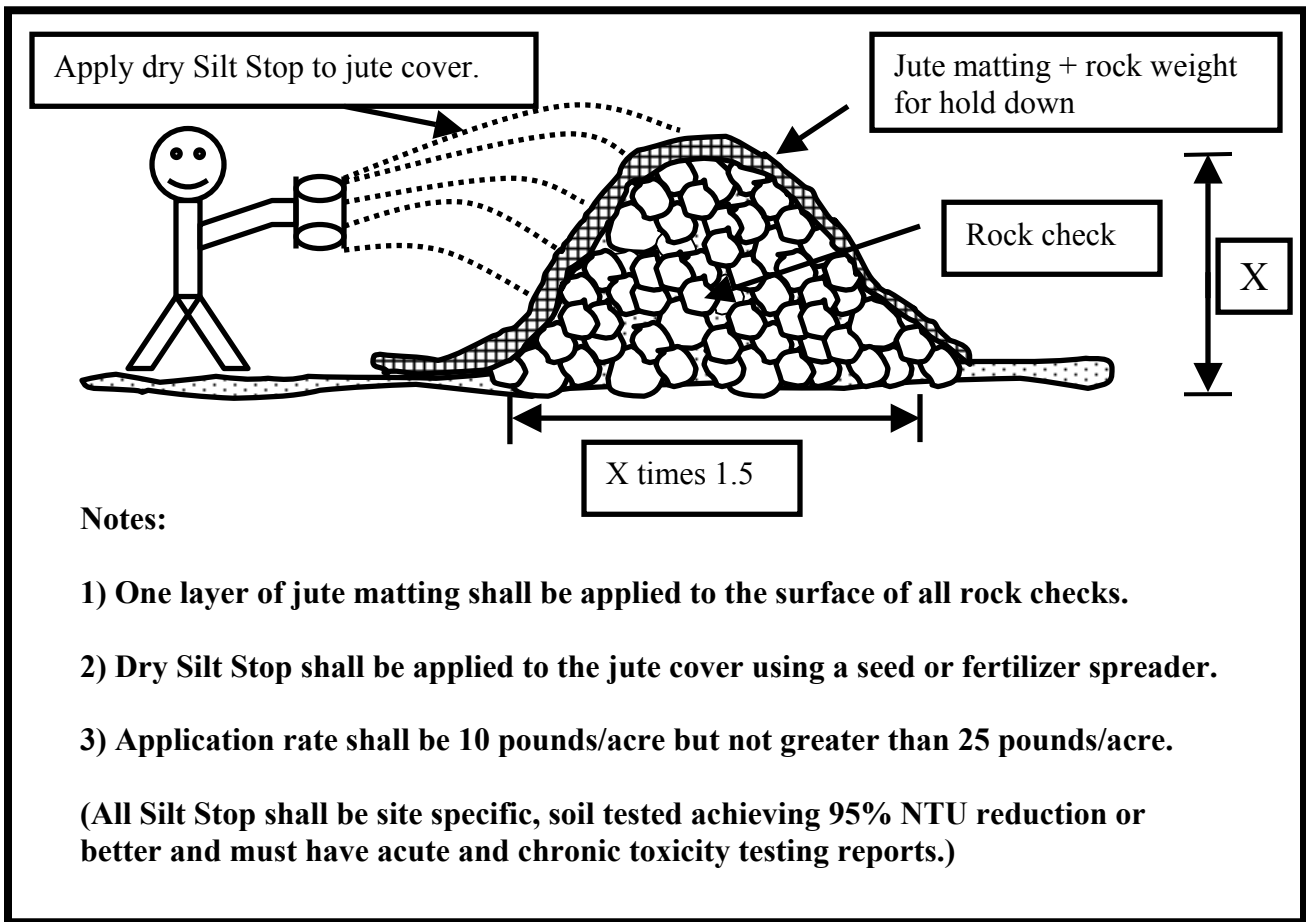 Apply dry Silt Stop to jute cover.
Jute matting + rock weight
for hold down
Rock check
X
X times 1.5
Notes:
1) One layer of jute matting shall be applied to the surface of all rock checks.
2) Dry Silt Stop shall be applied to the jute cover using a seed or fertilizer spreader.
3) Application rate shall be 10 pounds/acre but not greater than 25 pounds/acre.
(All Silt Stop shall be site specific, soil tested achieving 95% NTU reduction or
better and must have acute and chronic toxicity testing reports.)